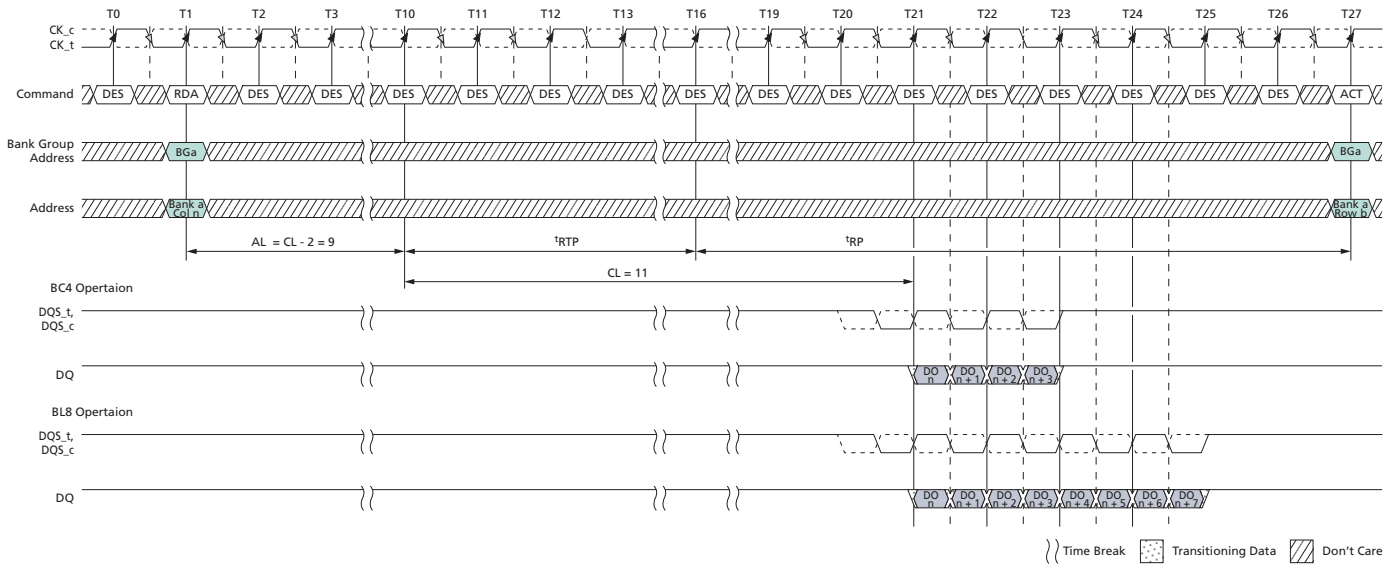 T0 T1 T2 T3 T10 T11 T12 T13 T16 T19 T20 T21 T22 T23 T24 T25 T26 T27
CK_c
CK_t
Command DES RDA DES DES DES DES DES DES DES DES DES DES DES DES DES DES DES ACT
Bank Group
Address
BGa BGa
Address
Bank a
Col n
Bank a
Row b
AL = CL - 2 = 9
tRTP
tRP
CL = 11
BC4 Opertaion
DQS_t,
DQS_c
DQ
DO
n
DO
n + 1
DO
n + 2
DO
n + 3
BL8 Opertaion
DQS_t,
DQS_c
DQ
DO
n
DO
n + 1
DO
n + 2
DO
n + 3
DO
n + 4
DO
n + 5
DO
n + 6
DO
n + 7
Time Break Transitioning Data Don't Care